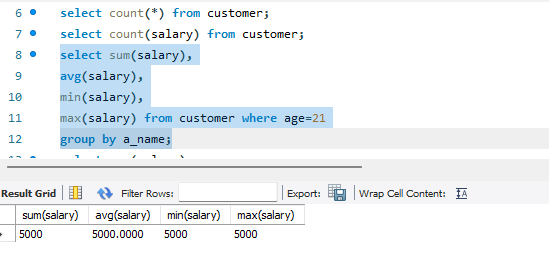 6 select count(*) from customer;
7 select count(salary) from customer;
8 select sum(salary),
9 avg(salary),
10 min(salary),
11 max(salary) from customer where age=21
12 group by a_name;
Result Grid Filter Rows: Export: Wrap Cell Content:
sum(salary) avg(salary) min(salary) max(salary)
5000 5000.0000 5000 5000